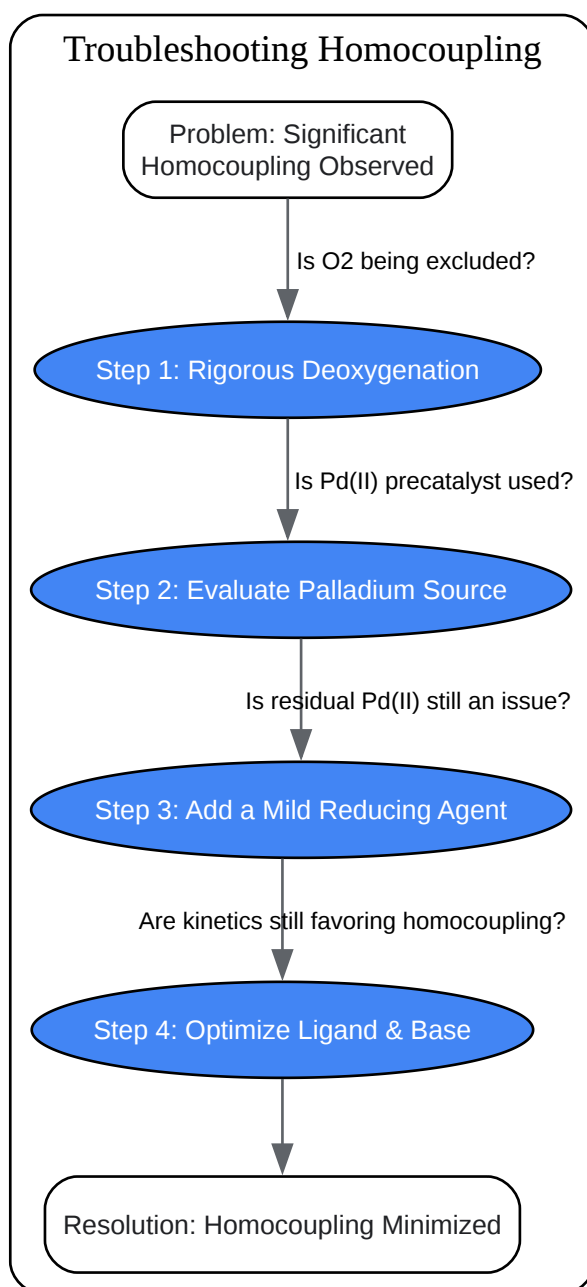 Troubleshooting Homocoupling
Problem: Significant
Homocoupling Observed
Is O2 being excluded?
Step 1: Rigorous Deoxygenation
Is Pd(II) precatalyst used?
Step 2: Evaluate Palladium Source
Is residual Pd(II) still an issue?
Step 3: Add a Mild Reducing Agent
Are kinetics still favoring homocoupling?
Step 4: Optimize Ligand & Base
Resolution: Homocoupling Minimized